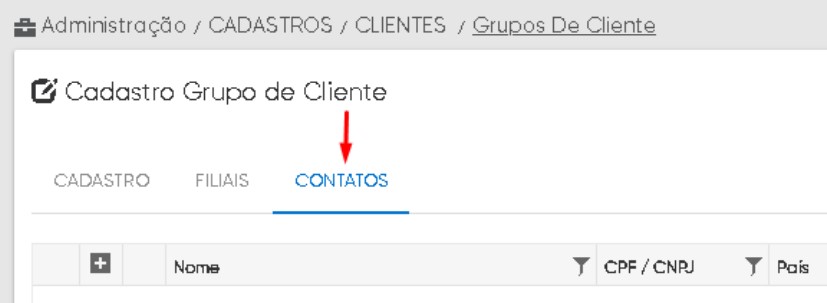 Administração / CADASTROS / CLIENTES / Grupos De Cliente
Cadastro Grupo de Cliente
CADASTRO FILIAIS CONTATOS
Nome CPF / CNPJ País